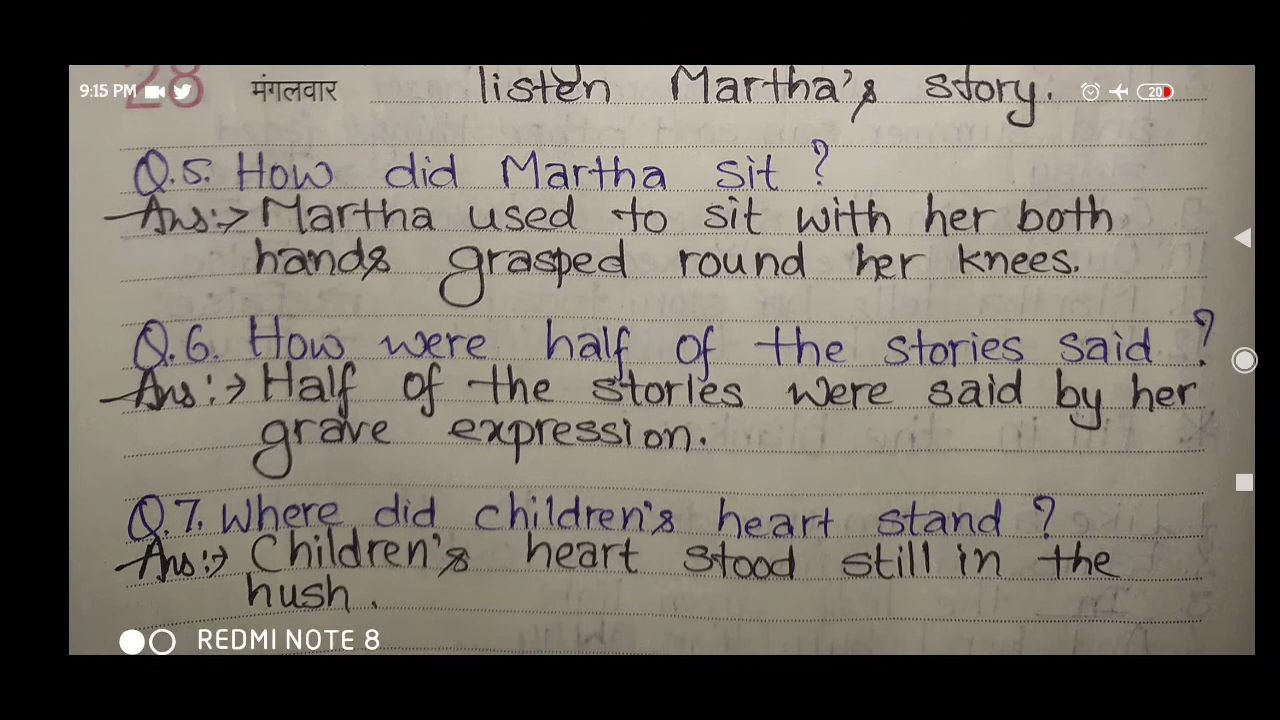 28
9:15 PM
मंगलवार
listen Martha's story.
20
Q.5. How did Martha sit ?
Ans:-> Martha used to sit with her both
hands grasped round her knees.
Q.6. How were half of the stories said ?
Ans:-> Half of the stories were said by her
grave expression.
Q.7. Where did children's heart stand ?
Ans:-> Children's heart stood still in the
hush.
REDMI NOTE 8